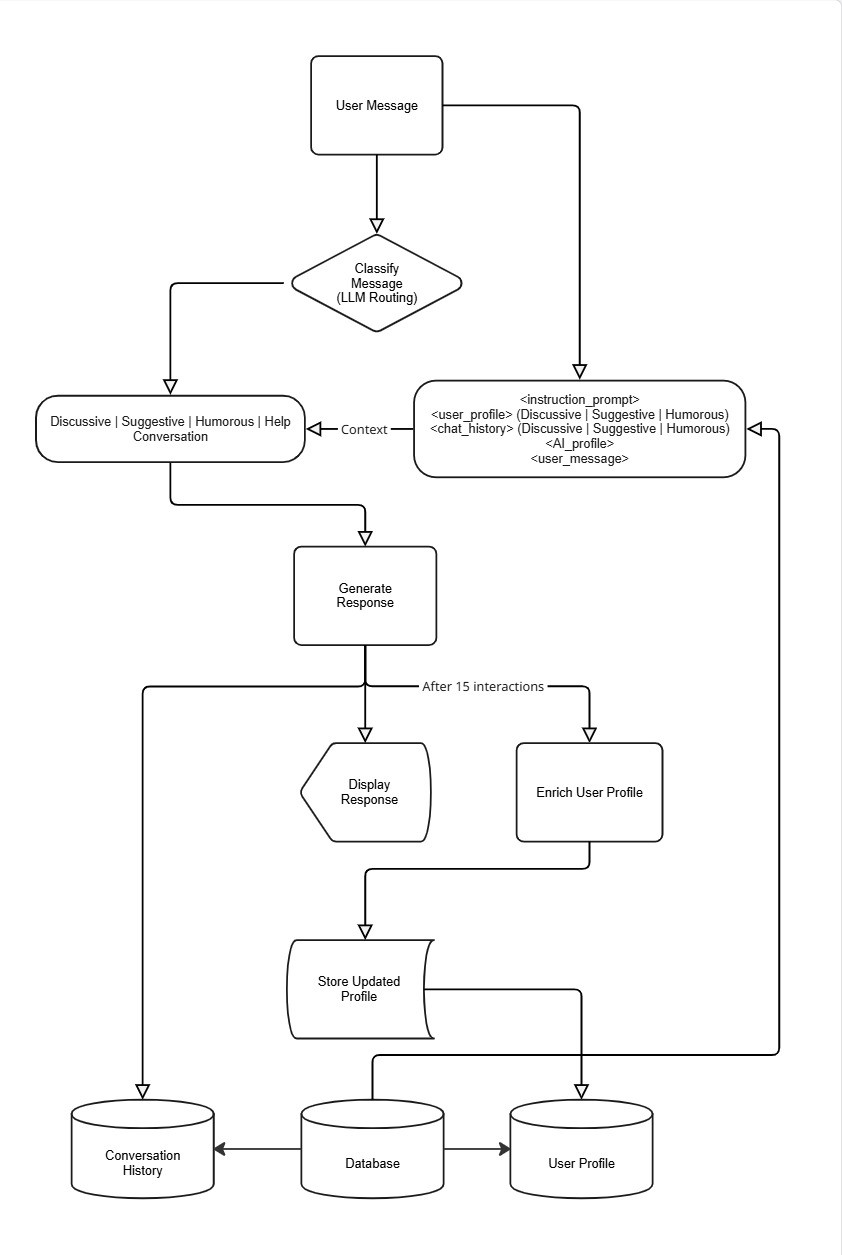 User Message
Classify
Message
(LLM Routing)
<instruction_prompt>
<user_profile> (Discussive | Suggestive | Humorous)
<chat_history> (Discussive | Suggestive | Humorous)
<AI_profile>
<user_message>
Context
Discussive | Suggestive | Humorous | Help
Conversation
Generate
Response
After 15 interactions
Display
Response
Enrich User Profile
Store Updated
Profile
Conversation
History
Database
User Profile